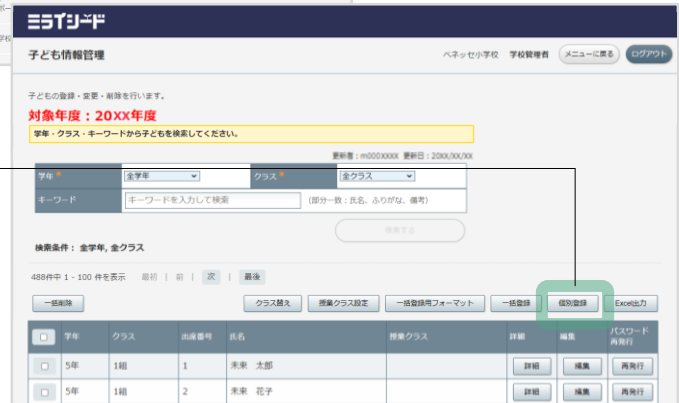 ミライシード
子ども情報管理
ベネッセ小学校 学校管理者 メニューに戻る ログアウト
子どもの登録・変更・削除を行います。
対象年度：20XX年度
学年・クラス・キーワードから子どもを検索してください。
更新者：m000XXXX 更新日：20XX/XX/XX
学年* 全学年 クラス* 全クラス
キーワード キーワードを入力して検索 (部分一致：氏名、ふりがな、備考)
検索する
検索条件： 全学年, 全クラス
488件中 1 - 100 件を表示 最初 | 前 | 次 | 最後
一括削除 クラス替え 授業クラス設定 一括登録用フォーマット 一括登録 個別登録 Excel出力
学年 クラス 出席番号 氏名 授業クラス 詳細 編集 パスワード
再発行
5年 1組 1 未来 太郎 詳細 編集 再発行
5年 1組 2 未来 花子 詳細 編集 再発行